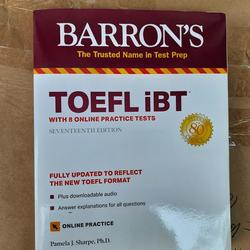 BARRON'S
The Trusted Name in Test Prep
TOEFL iBT®
WITH 8 ONLINE PRACTICE TESTS
SEVENTEENTH EDITION
80
FULLY UPDATED TO REFLECT
THE NEW TOEFL FORMAT
• Plus downloadable audio
• Answer explanations for all questions
ONLINE PRACTICE
Pamela J. Sharpe, Ph.D.